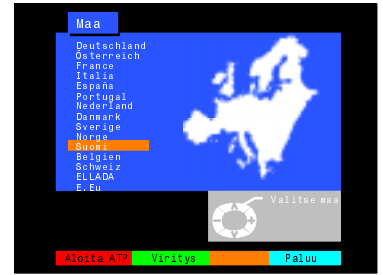 Maa
Deutschland
Österreich
France
Italia
España
Portugal
Nederland
Danmark
Sverige
Norge
Suomi
Belgien
Schweiz
ELLADA
E.Eu
Valitse maa
Aloita ATP Viritys Paluu